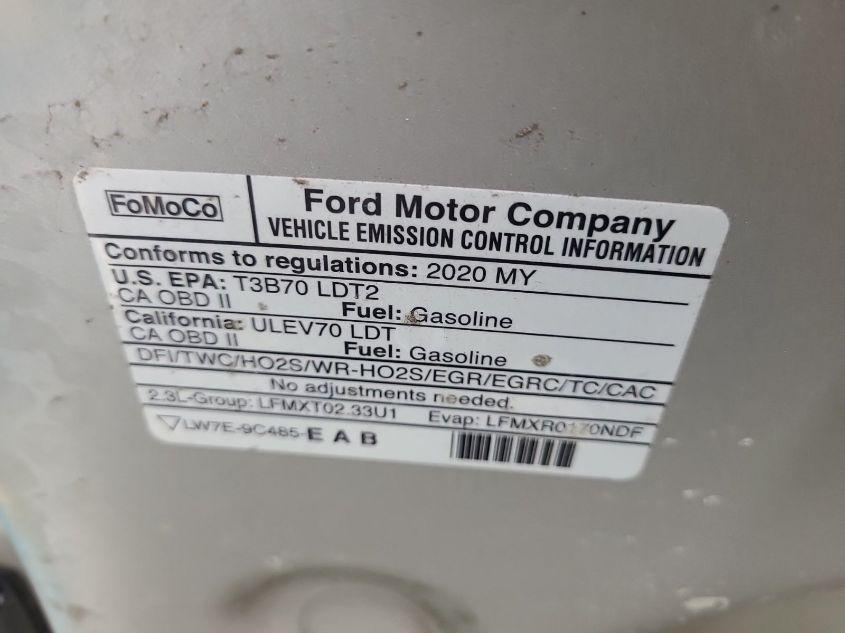 FoMoCo
Ford Motor Company
VEHICLE EMISSION CONTROL INFORMATION
Conforms to regulations: 2020 MY
U.S. EPA: T3B70 LDT2
CA OBD II Fuel: Gasoline
California: ULEV70 LDT
CA OBD II Fuel: Gasoline
DFI/TWC/HO2S/WR-HO2S/EGR/EGRC/TC/CAC
No adjustments needed.
2.3L-Group: LFMXT02.33U1 Evap: LFMXR0170NDF
LW7E-9C485-E A B